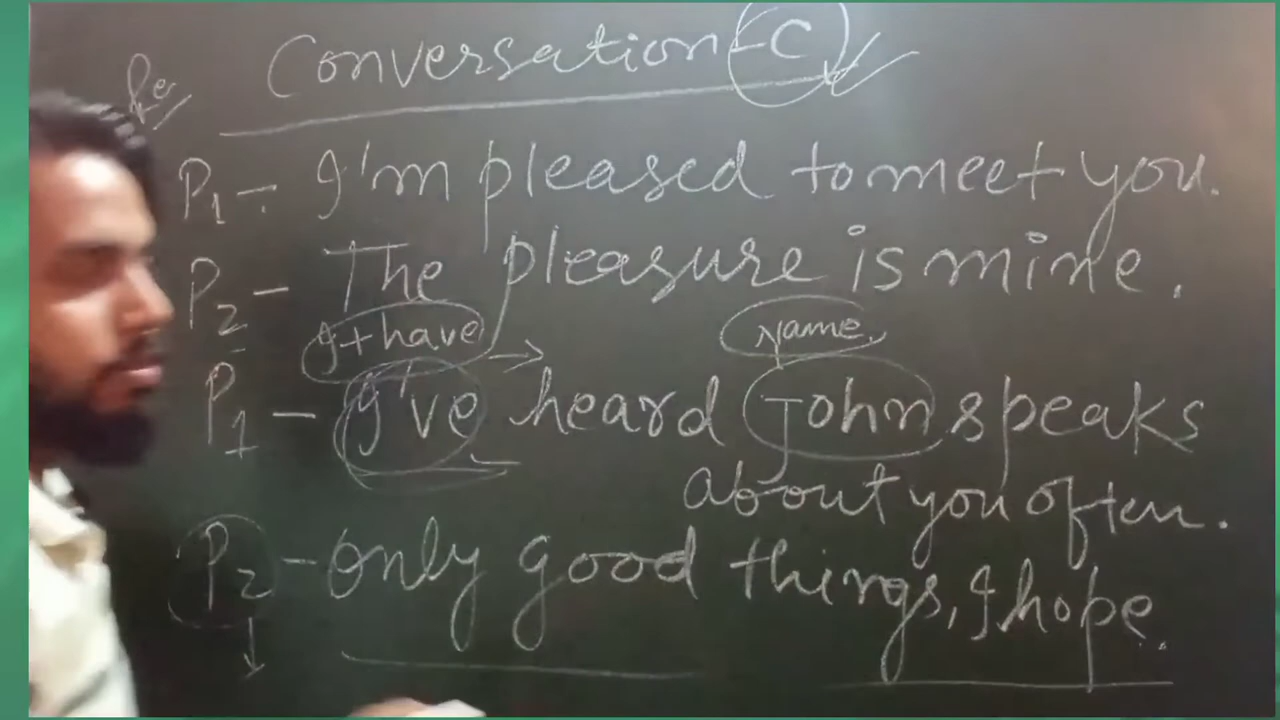 Conversation-C
P1- I'm pleased to meet you.
P2- The pleasure is mine.
I+have Name
P1- I've → heard John speaks
about you often.
P2-only good things, I hope.